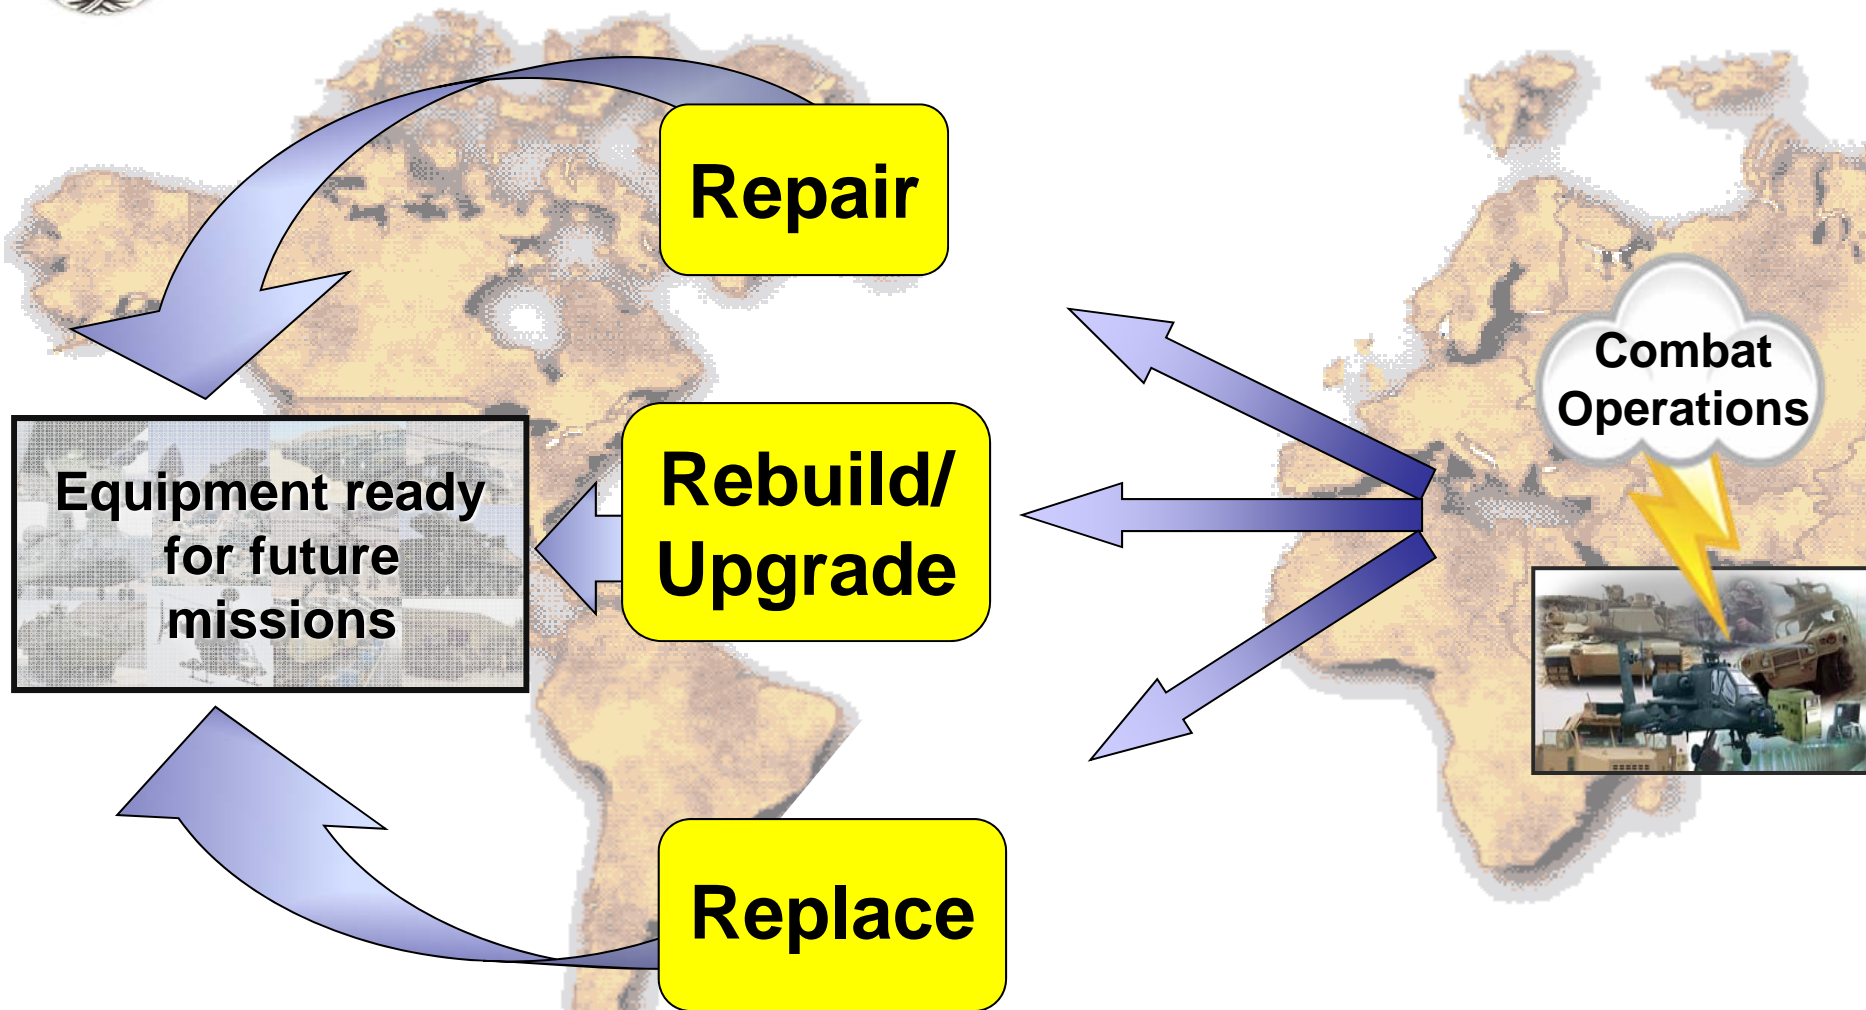 Repair
Combat
Operations
Rebuild/
Upgrade
Equipment ready
for future
missions
Replace